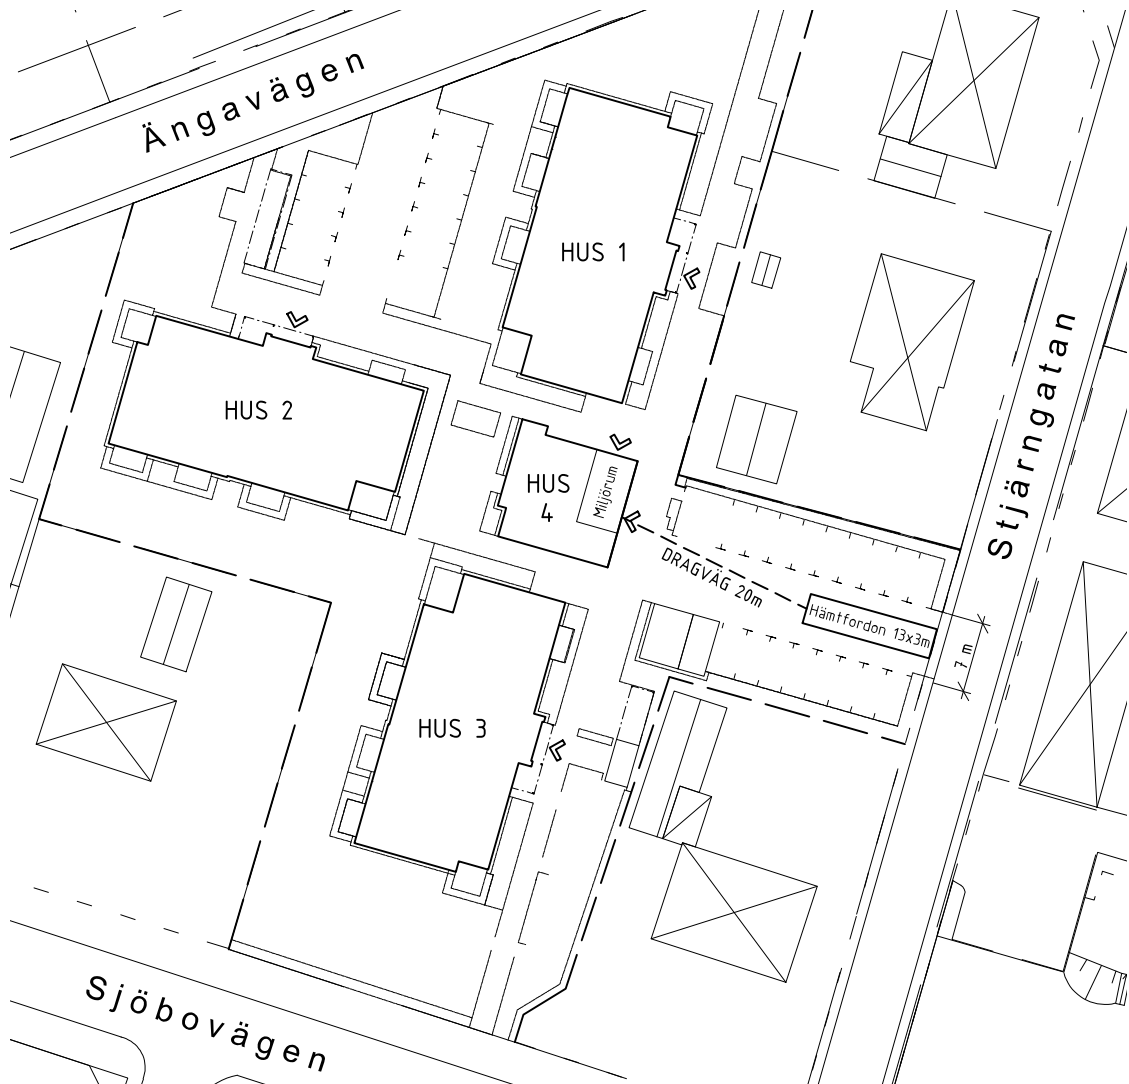 Ängavägen
HUS 1
HUS 2
HUS
4
Miljörum
Stjärngatan
DRAGVÄG 20m
Hämtfordon 13x3m
7 m
HUS 3
Sjöbovägen